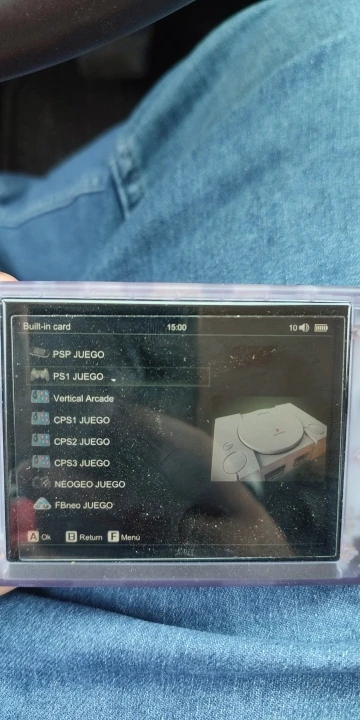 Built-in card 15:00 10
PSP JUEGO
PS1 JUEGO
Vertical Arcade
CPS1 JUEGO
CPS2 JUEGO
CPS3 JUEGO
NEOGEO JUEGO
FBneo JUEGO
A Ok B Return F Menú